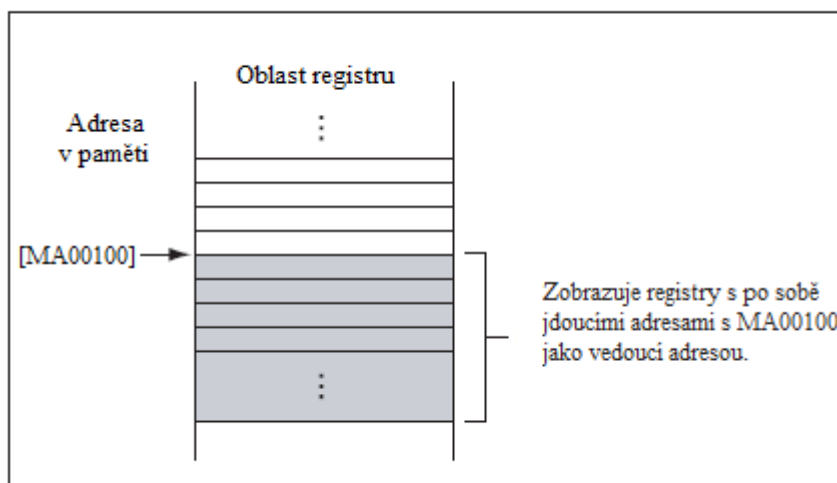 Oblast registru
Adresa
v paměti
[MA00100]
Zobrazuje registry s po sobě
jdoucími adresami s MA00100
jako vedoucí adresou.